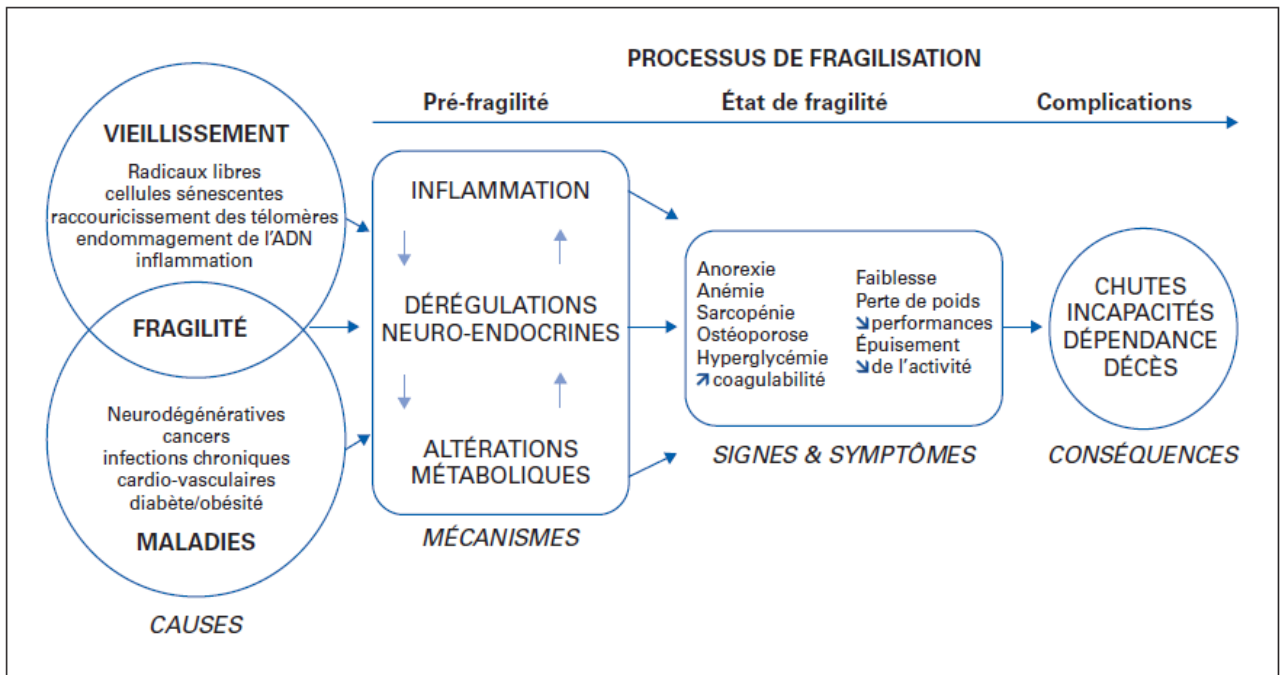 PROCESSUS DE FRAGILISATION
Pré-fragilité
État de fragilité
Complications
VIEILLISSEMENT
Radicaux libres
cellules sénescentes
raccouricissement des télomères
endommagement de l'ADN
inflammation
FRAGILITÉ
Neurodégénératives
cancers
infections chroniques
cardio-vasculaires
diabète/obésité
MALADIES
CAUSES
INFLAMMATION
DÉRÉGULATIONS
NEURO-ENDOCRINES
ALTÉRATIONS
MÉTABOLIQUES
MÉCANISMES
Anorexie
Anémie
Sarcopénie
Ostéoporose
Hyperglycémie
↗ coagulabilité
Faiblesse
Perte de poids
↘ performances
Épuisement
↘ de l'activité
SIGNES & SYMPTÔMES
CHUTES
INCAPACITÉS
DÉPENDANCE
DÉCÈS
CONSÉQUENCES